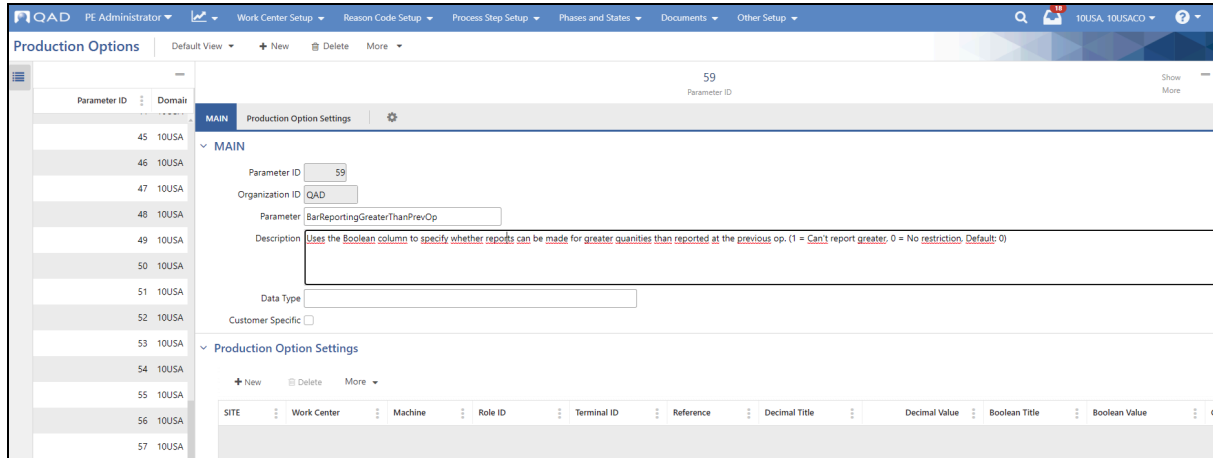 QAD PE Administrator Work Center Setup Reason Code Setup Process Step Setup Phases and States Documents Other Setup 18 10USA, 10USACO ?
Production Options Default View + New Delete More
59
Parameter ID
Show More
Parameter ID Domain
45 10USA
46 10USA
47 10USA
48 10USA
49 10USA
50 10USA
51 10USA
52 10USA
53 10USA
54 10USA
55 10USA
56 10USA
57 10USA
MAIN Production Option Settings
MAIN
Parameter ID 59
Organization ID QAD
Parameter BarReportingGreaterThanPrevOp
Description Uses the Boolean column to specify whether reports can be made for greater quanities than reported at the previous op. (1 = Can't report greater, 0 = No restriction. Default: 0)
Data Type
Customer Specific
Production Option Settings
+ New Delete More
SITE Work Center Machine Role ID Terminal ID Reference Decimal Title Decimal Value Boolean Title Boolean Value